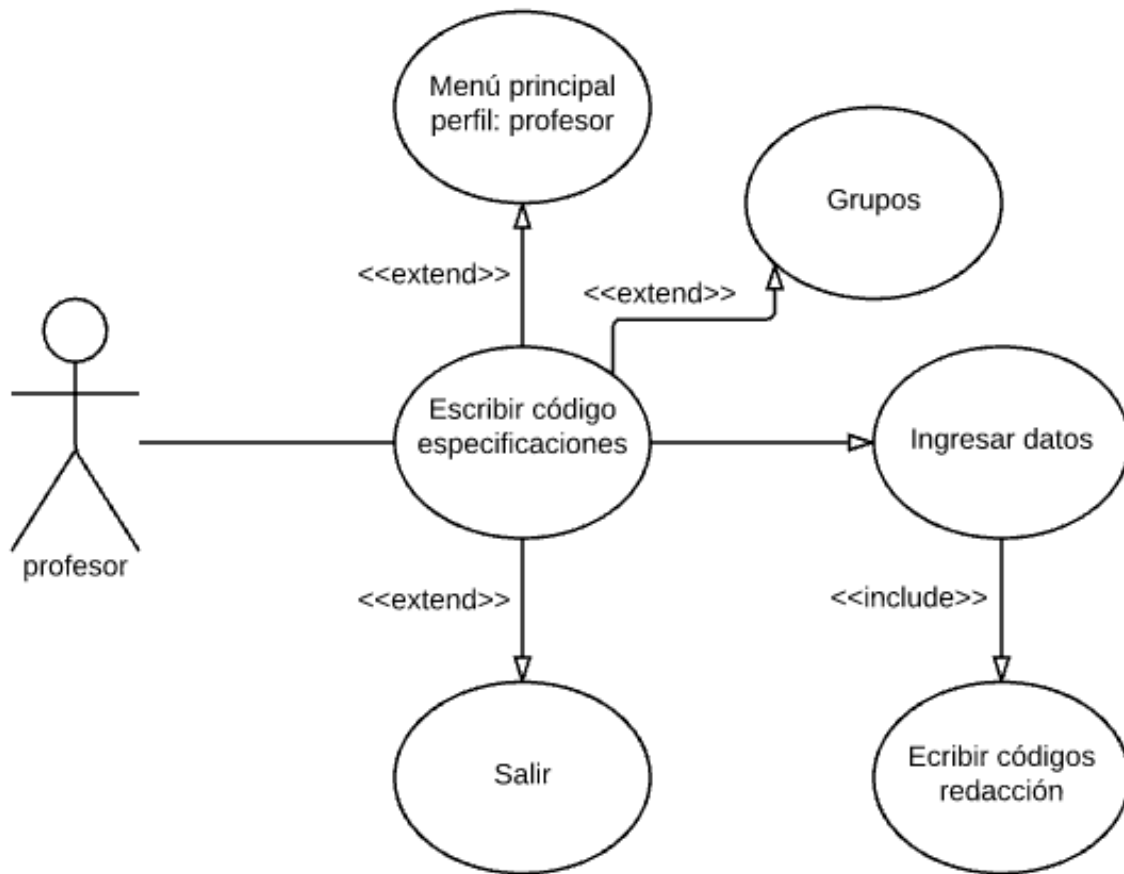 Menú principal
perfil: profesor
Grupos
<<extend>>
<<extend>>
Escribir código
especificaciones
Ingresar datos
profesor
<<extend>>
<<include>>
Salir
Ecribir códigos
redacción